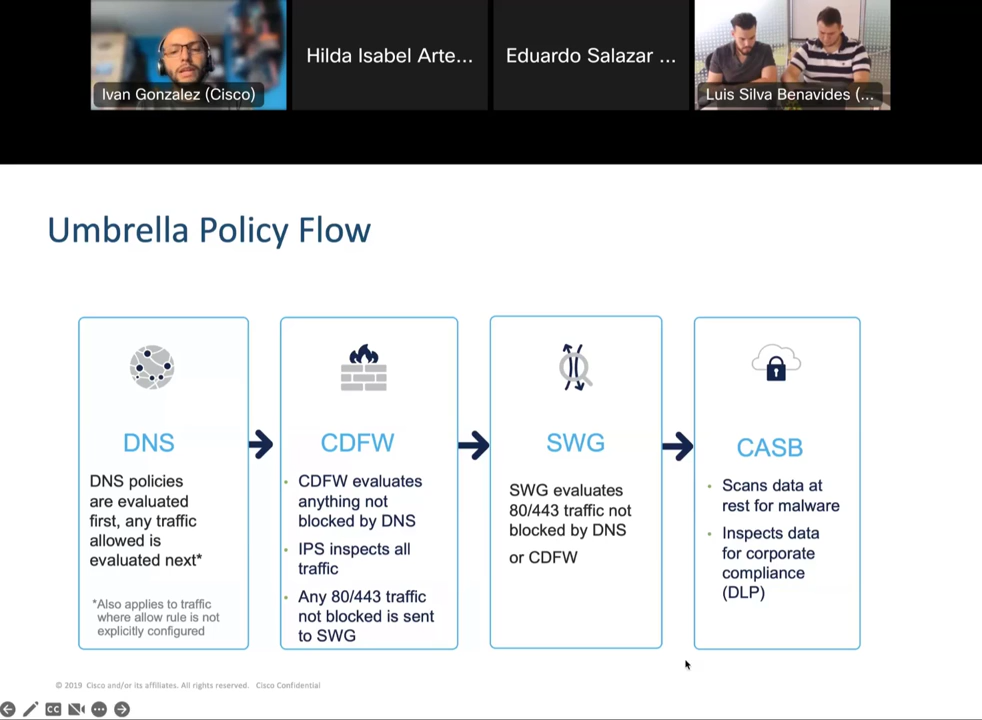 Ivan Gonzalez (Cisco)
Hilda Isabel Arte...
Eduardo Salazar ...
Luis Silva Benavides (...
Umbrella Policy Flow
DNS
DNS policies
are evaluated
first, any traffic
allowed is
evaluated next*
*Also applies to traffic
where allow rule is not
explicitly configured
CDFW
• CDFW evaluates
anything not
blocked by DNS
• IPS inspects all
traffic
• Any 80/443 traffic
not blocked is sent
to SWG
SWG
SWG evaluates
80/443 traffic not
blocked by DNS
or CDFW
CASB
• Scans data at
rest for malware
• Inspects data
for corporate
compliance
(DLP)
© 2019 Cisco and/or its affiliates. All rights reserved. Cisco Confidential
CC